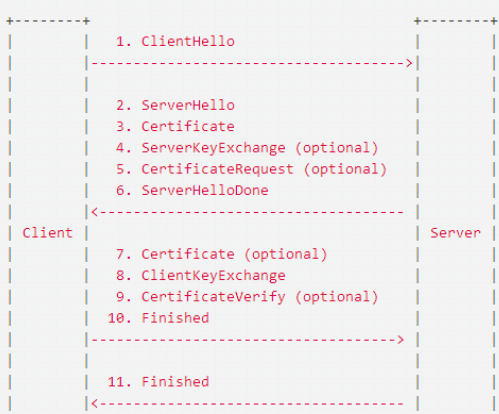 1. ClientHello
2. ServerHello
3. Certificate
4. ServerKeyExchange (optional)
5. CertificateRequest (optional)
6. ServerHelloDone
Client
Server
7. Certificate (optional)
8. ClientKeyExchange
9. CertificateVerify (optional)
10. Finished
11. Finished